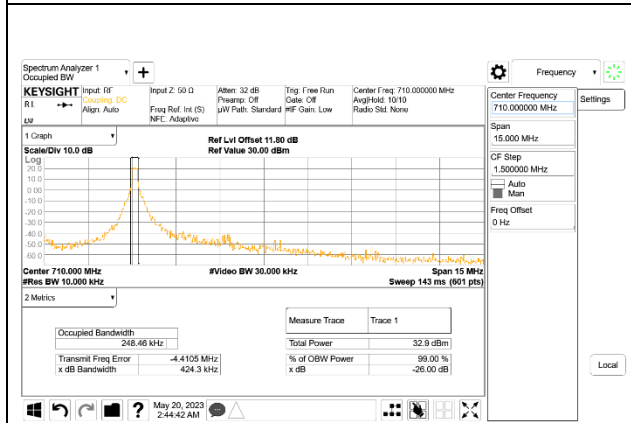 Spectrum Analyzer 1
Occupied BW
Frequency
KEYSIGHT
Input: RF
Coupling: DC
Align: Auto
Input Z: 50 Ω
Freq Ref: Int (S)
NFE: Adaptive
Atten: 32 dB
Preamp: Off
µW Path: Standard
Trig: Free Run
Gate: Off
#IF Gain: Low
Center Freq: 710.000000 MHz
Avg|Hold: 10/10
Radio Std: None
Center Frequency
710.000000 MHz
Settings
Span
15.000 MHz
CF Step
1.500000 MHz
Auto
Man
Freq Offset
0 Hz
1 Graph
Scale/Div 10.0 dB
Ref Lvl Offset 11.80 dB
Ref Value 30.00 dBm
Log
20.0
10.0
0.00
-10.0
-20.0
-30.0
-40.0
-50.0
-60.0
Center 710.000 MHz
#Video BW 30.000 kHz
Span 15 MHz
#Res BW 10.000 kHz
Sweep 143 ms (601 pts)
2 Metrics
Measure Trace
Trace 1
Occupied Bandwidth
248.46 kHz
Total Power
32.9 dBm
Transmit Freq Error
-4.4105 MHz
% of OBW Power
99.00 %
x dB Bandwidth
424.3 kHz
x dB
-26.00 dB
Local
May 20, 2023
2:44:42 AM